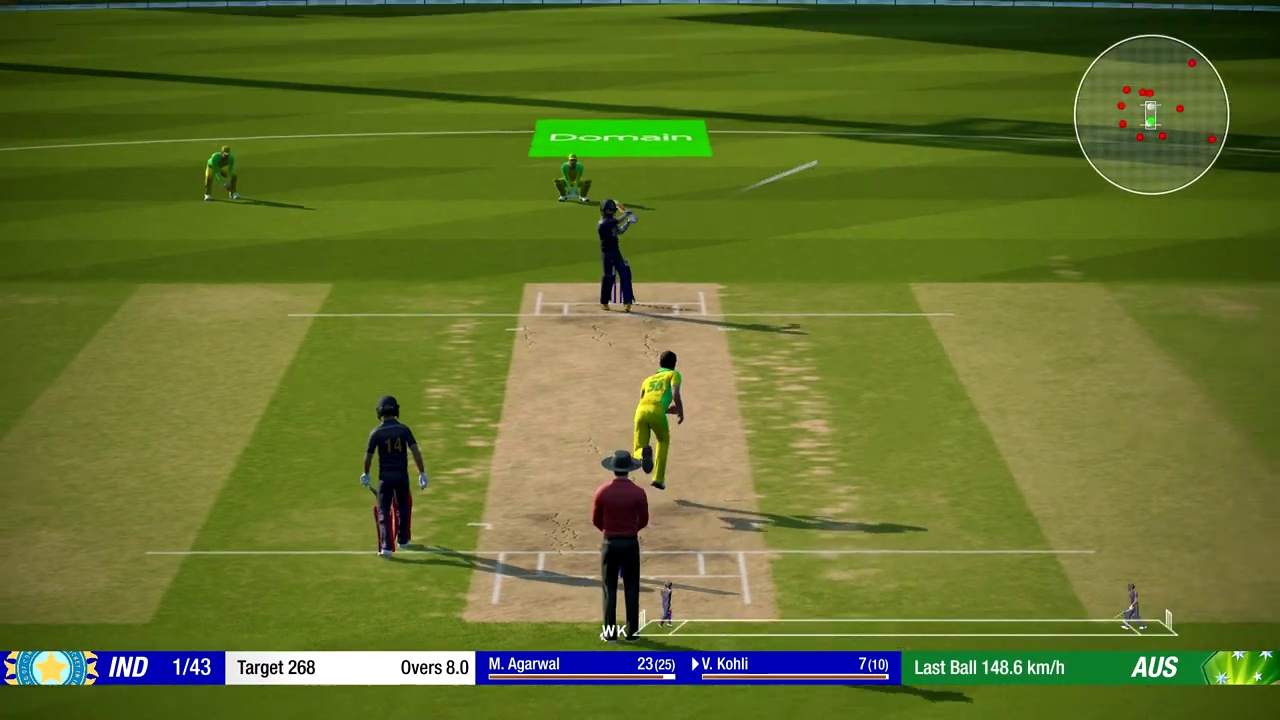 Domain
14
WK
IND 1/43 Target 268 Overs 8.0 M. Agarwal 23(25) V. Kohli 7(10) Last Ball 148.6 km/h AUS